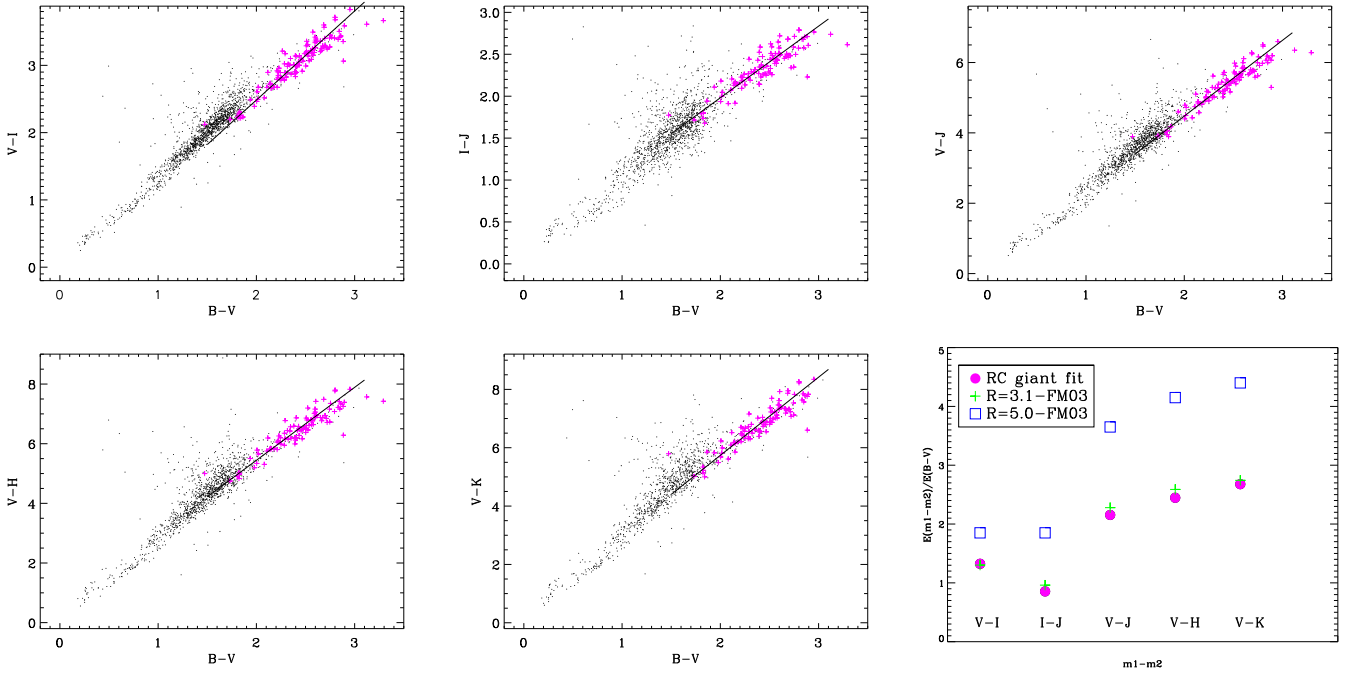 3
2
1
0
V-I
0 1 2 3
B-V
3.0
2.5
2.0
1.5
1.0
0.5
0.0
I-J
0 1 2 3
B-V
6
4
2
0
V-J
0 1 2 3
B-V
8
6
4
2
0
V-H
0 1 2 3
B-V
8
6
4
2
0
V-K
0 1 2 3
B-V
5
4
3
2
1
0
E(m1-m2)/E(B-V)
RC giant fit
R=3.1-FM03
R=5.0-FM03
V-I I-J V-J V-H V-K
m1-m2